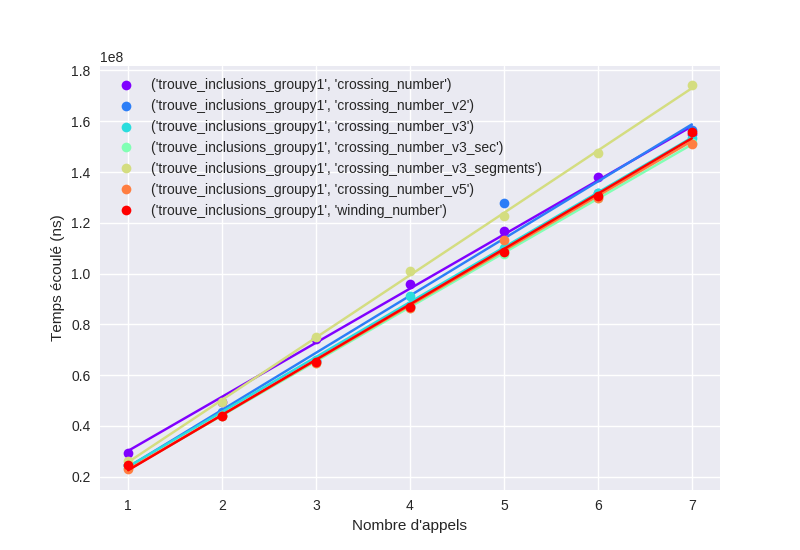 1e8
1.8
1.6
1.4
1.2
1.0
0.8
0.6
0.4
0.2
Temps écoulé (ns)
('trouve_inclusions_groupy1', 'crossing_number')
('trouve_inclusions_groupy1', 'crossing_number_v2')
('trouve_inclusions_groupy1', 'crossing_number_v3')
('trouve_inclusions_groupy1', 'crossing_number_v3_sec')
('trouve_inclusions_groupy1', 'crossing_number_v3_segments')
('trouve_inclusions_groupy1', 'crossing_number_v5')
('trouve_inclusions_groupy1', 'winding_number')
1 2 3 4 5 6 7
Nombre d'appels